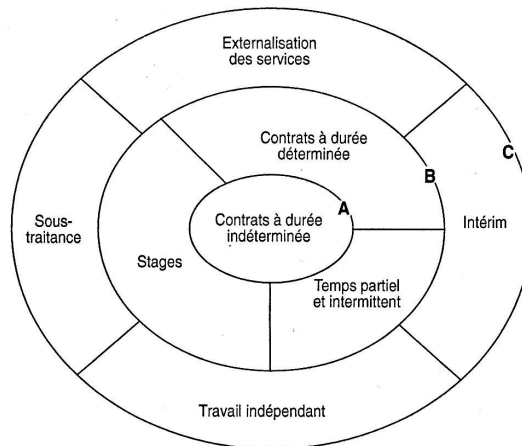 Externalisation
des services
Contrats à durée
déterminée
C
B
A
Contrats à durée
indéterminée
Sous-
traitance
Intérim
Stages
Temps partiel
et intermittent
Travail indépendant